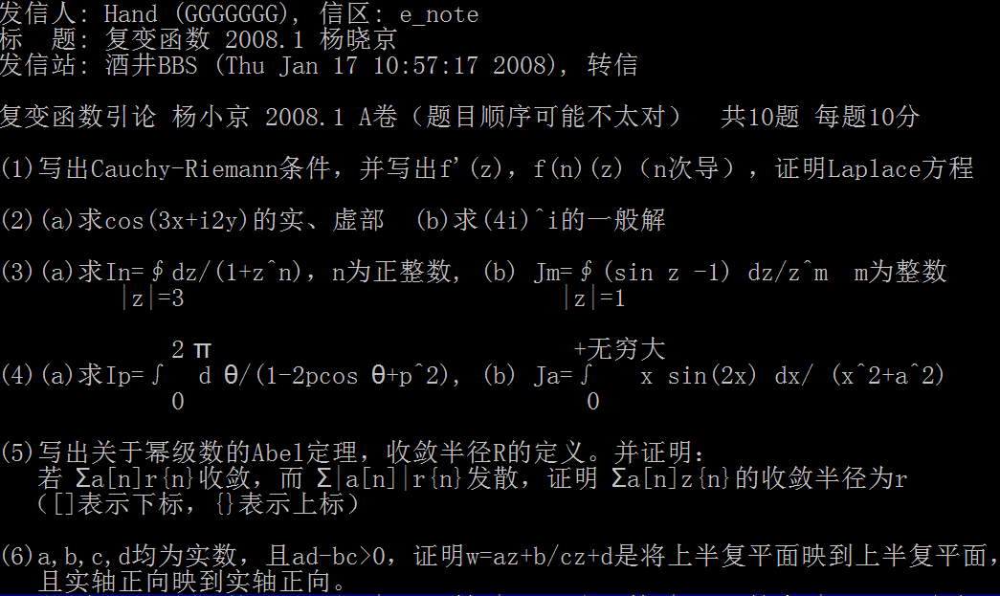 发信人: Hand (GGGGGGG), 信区: e_note
标  题: 复变函数 2008.1 杨晓京
发信站: 酒井BBS (Thu Jan 17 10:57:17 2008), 转信
复变函数引论 杨小京 2008.1 A卷（题目顺序可能不太对）  共10题 每题10分
(1)写出Cauchy-Riemann条件，并写出f'(z)，f(n)(z)（n次导），证明Laplace方程
(2)(a)求cos(3x+i2y)的实、虚部  (b)求(4i)^i的一般解
(3)(a)求In=∮dz/(1+z^n)，n为正整数, (b) Jm=∮(sin z -1) dz/z^m  m为整数
|z|=3 |z|=1
2π +无穷大
(4)(a)求Ip=∫  d θ/(1-2pcos θ+p^2), (b) Ja=∫   x sin(2x) dx/ (x^2+a^2)
0 0
(5)写出关于幂级数的Abel定理，收敛半径R的定义。并证明：
若 Σa[n]r{n}收敛，而 Σ|a[n]|r{n}发散，证明 Σa[n]z{n}的收敛半径为r
（[]表示下标，{}表示上标）
(6)a,b,c,d均为实数，且ad-bc>0，证明w=az+b/cz+d是将上半复平面映到上半复平面，
且实轴正向映到实轴正向。